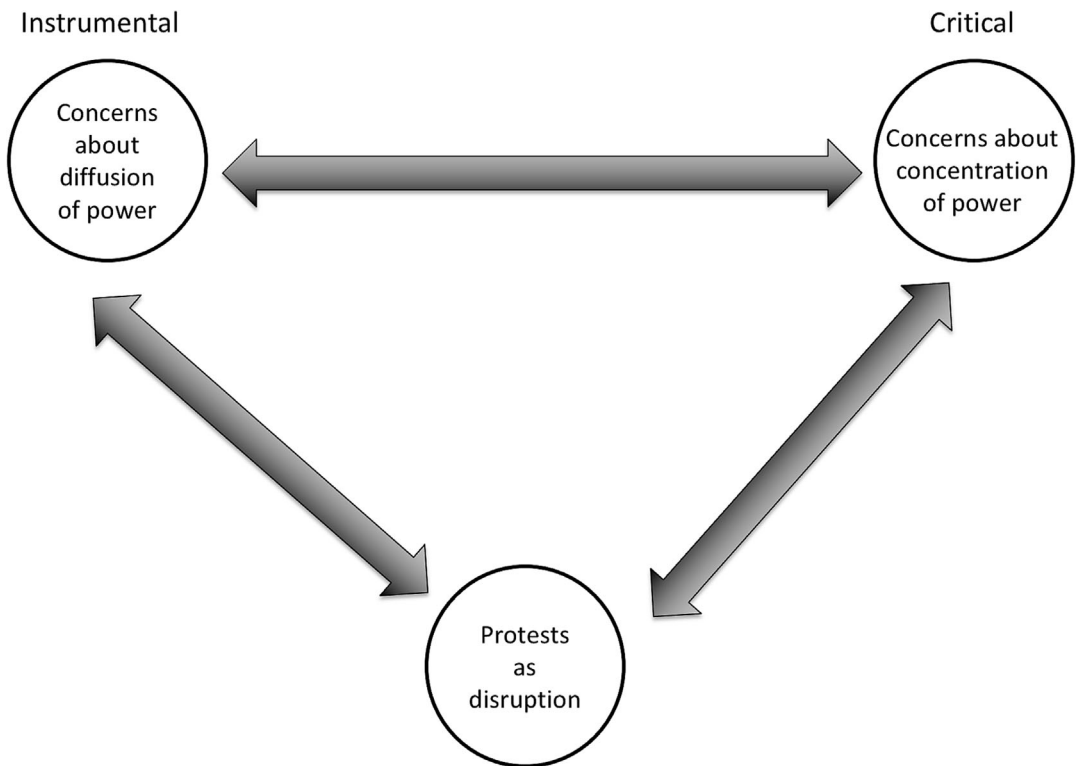 Instrumental
Critical
Concerns
about
diffusion
of power
Concerns about
concentration
of power
Protests
as
disruption